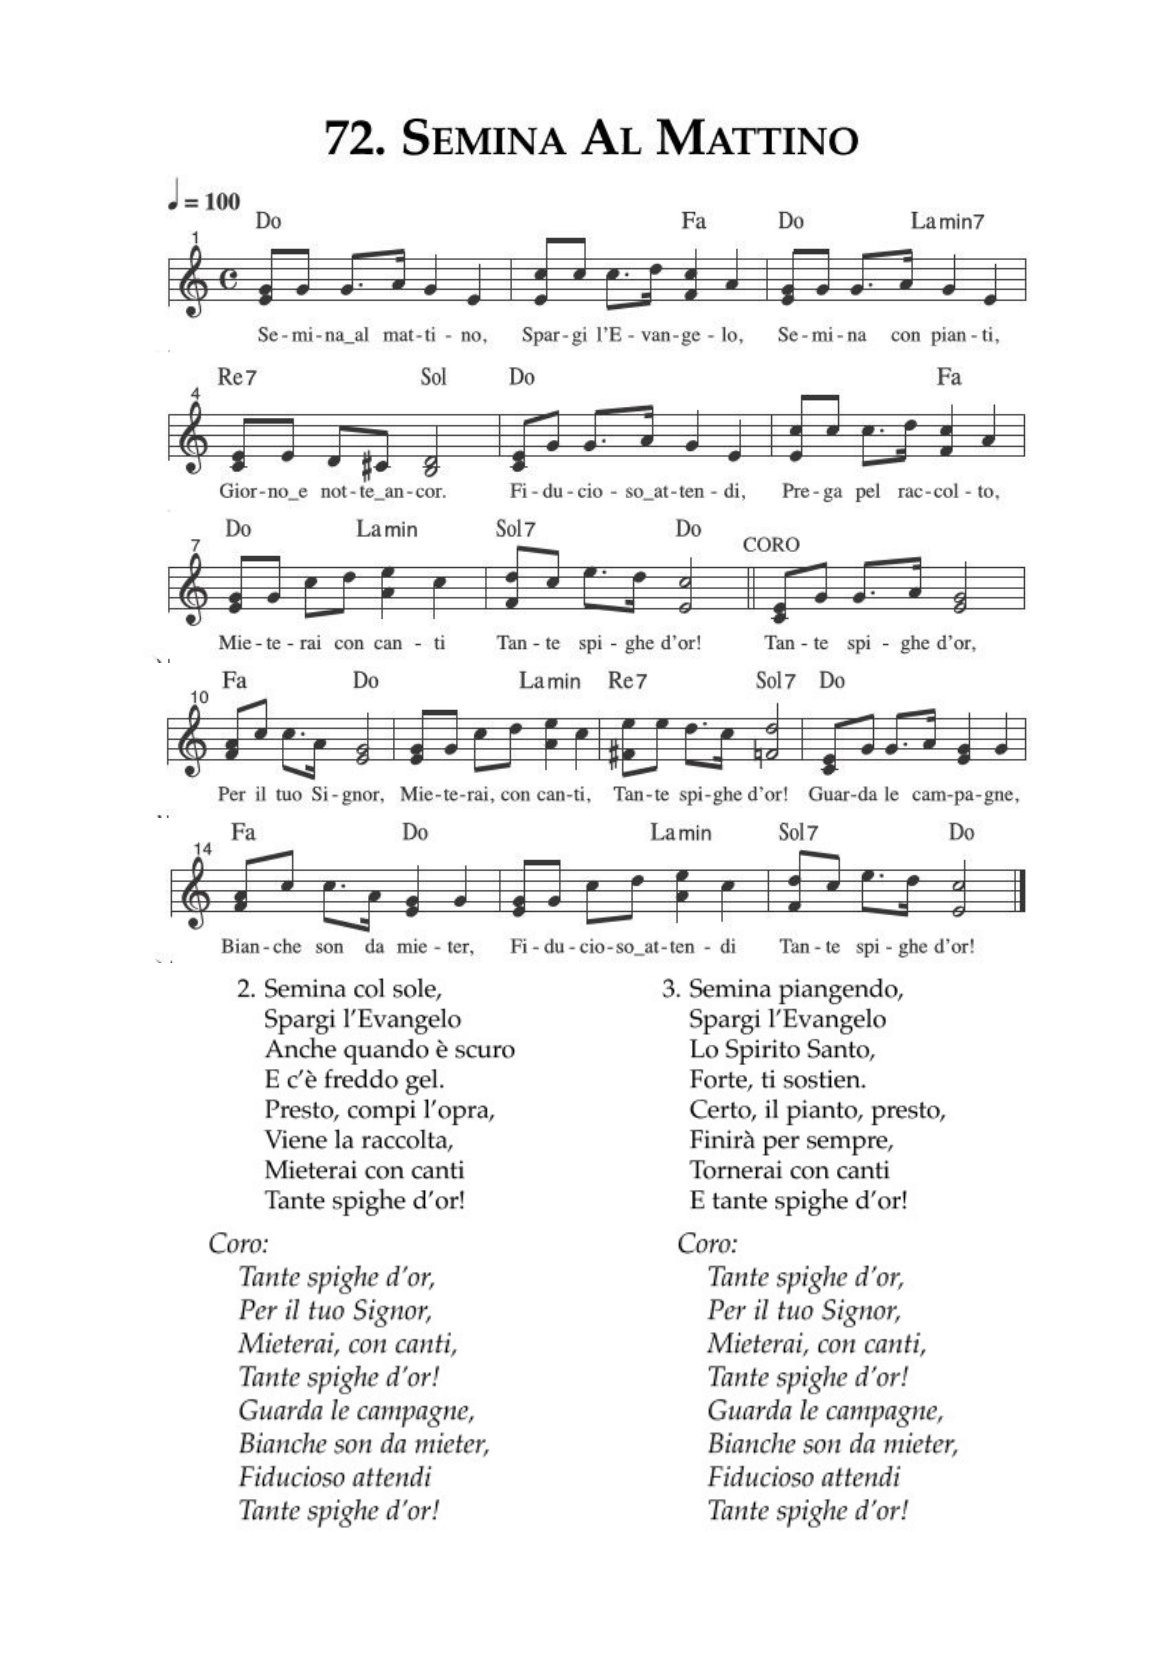 72. Semina Al Mattino
♩ = 100
Do Fa Do Lamin7
1
Se-mi-na_al mat-ti-no, Spar-gi l'E-van-ge-lo, Se-mi-na con pian-ti,
Re7 Sol Do Fa
4
Gior-no_e not-te_an-cor. Fi-du-cio-so_at-ten-di, Pre-ga pel rac-col-to,
Do Lamin Sol7 Do CORO
7
Mie-te-rai con can-ti Tan-te spi-ghe d'or! Tan-te spi-ghe d'or,
Fa Do Lamin Re7 Sol7 Do
10
Per il tuo Si-gnor, Mie-te-rai, con can-ti, Tan-te spi-ghe d'or! Guar-da le cam-pa-gne,
Fa Do Lamin Sol7 Do
14
Bian-che son da mie-ter, Fi-du-cio-so_at-ten-di Tan-te spi-ghe d'or!
2. Semina col sole,
Spargi l'Evangelo
Anche quando è scuro
E c'è freddo gel.
Presto, compi l'opra,
Viene la raccolta,
Mieterai con canti
Tante spighe d'or!
Coro:
Tante spighe d'or,
Per il tuo Signor,
Mieterai, con canti,
Tante spighe d'or!
Guarda le campagne,
Bianche son da mieter,
Fiducioso attendi
Tante spighe d'or!
3. Semina piangendo,
Spargi l'Evangelo
Lo Spirito Santo,
Forte, ti sostien.
Certo, il pianto, presto,
Finirà per sempre,
Tornerai con canti
E tante spighe d'or!
Coro:
Tante spighe d'or,
Per il tuo Signor,
Mieterai, con canti,
Tante spighe d'or!
Guarda le campagne,
Bianche son da mieter,
Fiducioso attendi
Tante spighe d'or!